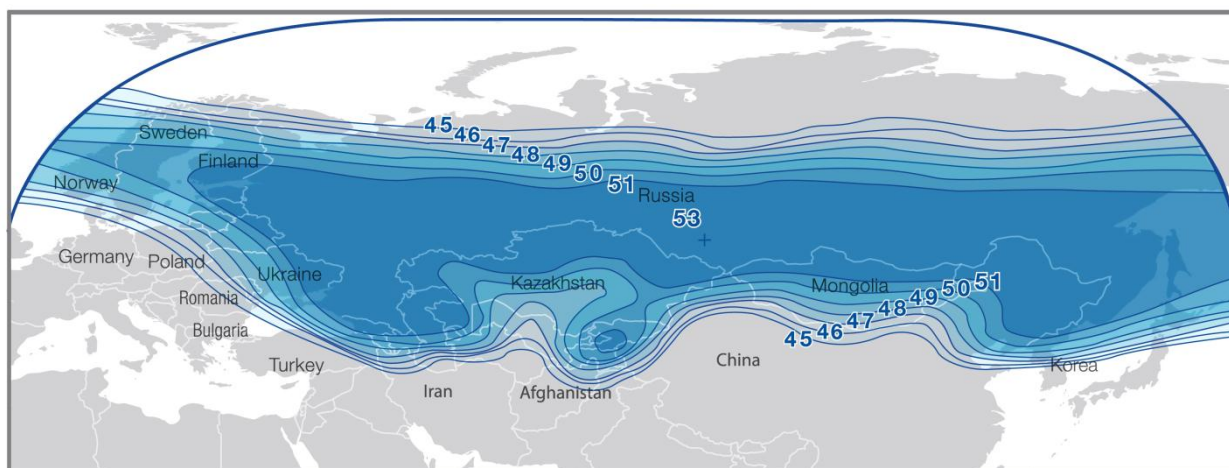 45
46
47
48
49
50
51
Sweden
Finland
Norway
Russia
53
Germany
Poland
Ukraine
Kazakhstan
Mongolia
51
50
49
48
47
46
45
Romania
Bulgaria
Turkey
China
Korea
Iran
Afghanistan